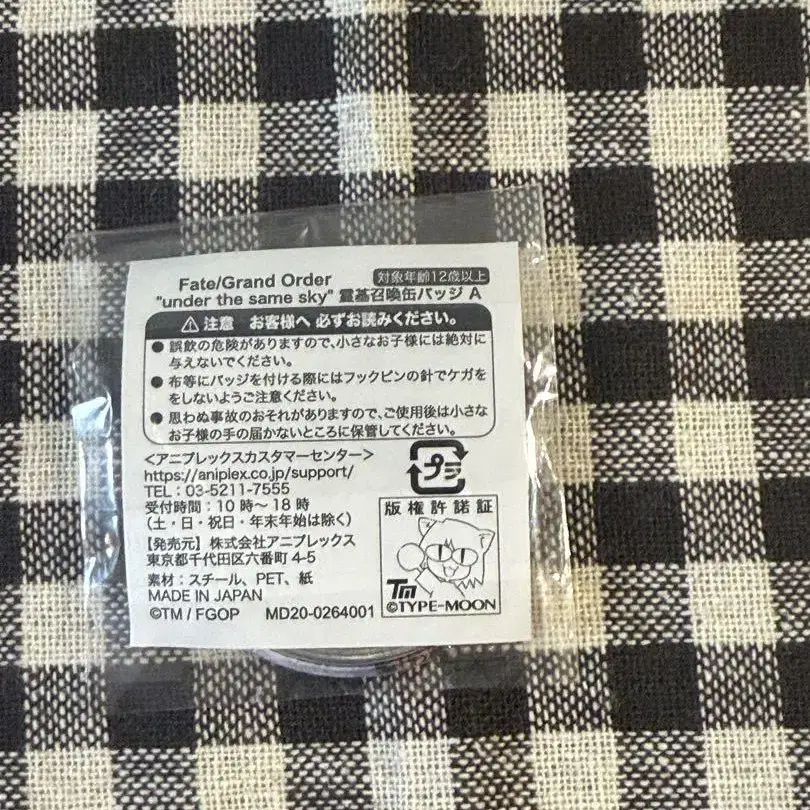 Fate/Grand Order 対象年齢12歳以上
"under the same sky" 霊基召喚缶バッジ A
注意 お客様へ 必ずお読みください。
● 誤飲の危険がありますので、小さなお子様には絶対に
与えないでください。
● 布等にバッジを付ける際にはフックピンの針でケガを
をしないようご注意ください。
● 思わぬ事故のおそれがありますので、ご使用後は小さな
お子様の手の届かないところに保管してください。
＜アニプレックスカスタマーセンター＞
https://aniplex.co.jp/support/
TEL：03-5211-7555
受付時間：10時～18時
（土・日・祝日・年末年始は除く）
【発売元】株式会社アニプレックス
東京都千代田区六番町 4-5
素材：スチール、PET、紙
MADE IN JAPAN
©TM / FGOP MD20-0264001
プラ
版権許諾証
TM
©TYPE-MOON